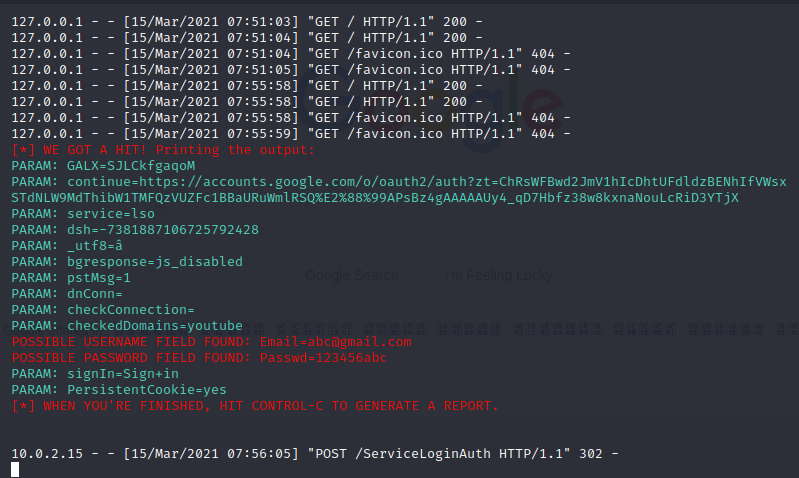 127.0.0.1 - - [15/Mar/2021 07:51:03] "GET / HTTP/1.1" 200 -
127.0.0.1 - - [15/Mar/2021 07:51:04] "GET / HTTP/1.1" 200 -
127.0.0.1 - - [15/Mar/2021 07:51:04] "GET /favicon.ico HTTP/1.1" 404 -
127.0.0.1 - - [15/Mar/2021 07:51:05] "GET /favicon.ico HTTP/1.1" 404 -
127.0.0.1 - - [15/Mar/2021 07:55:58] "GET / HTTP/1.1" 200 -
127.0.0.1 - - [15/Mar/2021 07:55:58] "GET / HTTP/1.1" 200 -
127.0.0.1 - - [15/Mar/2021 07:55:58] "GET /favicon.ico HTTP/1.1" 404 -
127.0.0.1 - - [15/Mar/2021 07:55:59] "GET /favicon.ico HTTP/1.1" 404 -
[*] WE GOT A HIT! Printing the output:
PARAM: GALX=SJLCkfgaqoM
PARAM: continue=https://accounts.google.com/o/oauth2/auth?zt=ChRsWFBwd2JmV1hIcDhtUFdldzBENhIfVWsx
STdNLW9MdThibW1TMFQzVUZFc1BBaURuWmlRSQ%E2%88%99APsBz4gAAAAAUy4_qD7Hbfz38w8kxnaNouLcRiD3YTjX
PARAM: service=lso
PARAM: dsh=-7381887106725792428
PARAM: _utf8=â
PARAM: bgresponse=js_disabled
Google Search I'm Feeling Lucky
PARAM: pstMsg=1
PARAM: dnConn=
PARAM: checkConnection=
PARAM: checkedDomains=youtube
POSSIBLE USERNAME FIELD FOUND: Email=abc@gmail.com
POSSIBLE PASSWORD FIELD FOUND: Passwd=123456abc
PARAM: signIn=Sign+in
PARAM: PersistentCookie=yes
[*] WHEN YOU'RE FINISHED, HIT CONTROL-C TO GENERATE A REPORT.
10.0.2.15 - - [15/Mar/2021 07:56:05] "POST /ServiceLoginAuth HTTP/1.1" 302 -